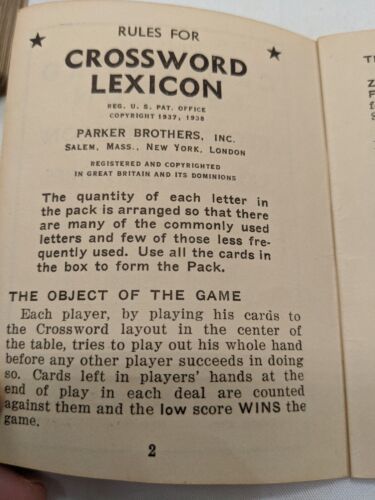 RULES FOR
★ CROSSWORD ★
LEXICON
REG. U. S. PAT. OFFICE
COPYRIGHT 1937, 1938
PARKER BROTHERS, INC.
SALEM, MASS., NEW YORK, LONDON
REGISTERED AND COPYRIGHTED
IN GREAT BRITAIN AND ITS DOMINIONS
The quantity of each letter in
the pack is arranged so that there
are many of the commonly used
letters and few of those less fre-
quently used. Use all the cards in
the box to form the Pack.
THE OBJECT OF THE GAME
Each player, by playing his cards to
the Crossword layout in the center of
the table, tries to play out his whole hand
before any other player succeeds in doing
so. Cards left in players' hands at the
end of play in each deal are counted
against them and the low score WINS the
game.
2